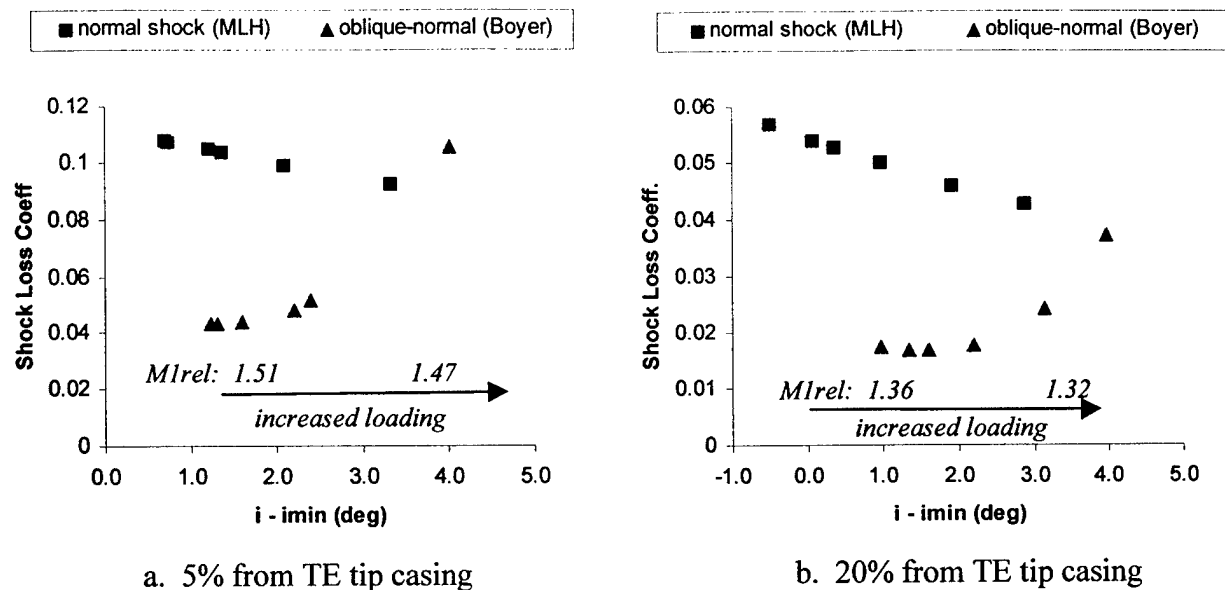 ■ normal shock (MLH) ▲ oblique-normal (Boyer)
0.12
0.1
0.08
0.06
0.04
0.02
0
Shock Loss Coeff
M1rel: 1.51 1.47
increased loading
0.0 1.0 2.0 3.0 4.0 5.0
i - imin (deg)
a. 5% from TE tip casing
■ normal shock (MLH) ▲ oblique-normal (Boyer)
0.06
0.05
0.04
0.03
0.02
0.01
0
Shock Loss Coeff.
M1rel: 1.36 1.32
increased loading
-1.0 0.0 1.0 2.0 3.0 4.0 5.0
i - imin (deg)
b. 20% from TE tip casing